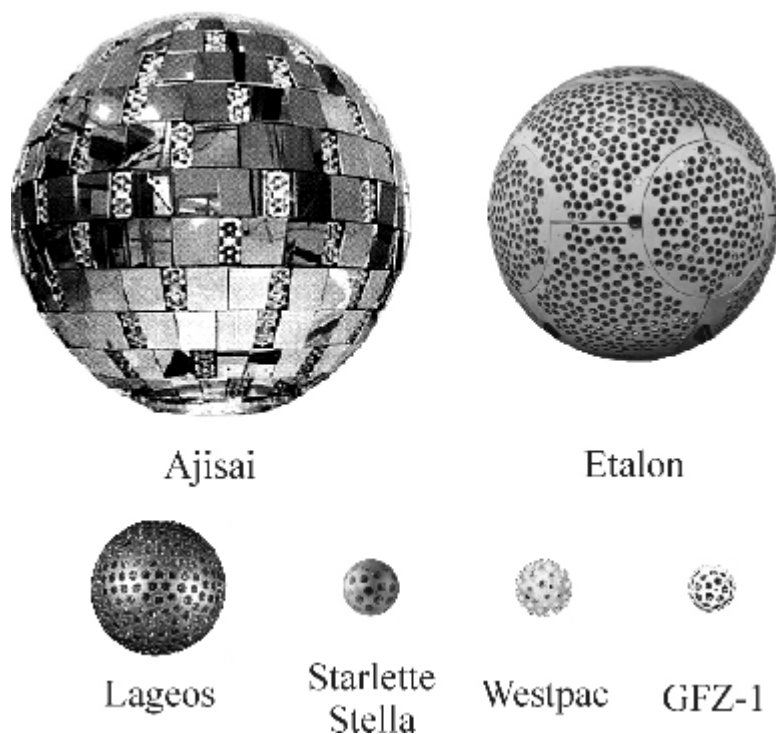 Ajisai
Etalon
Lageos
Starlette
Stella
Westpac
GFZ-1